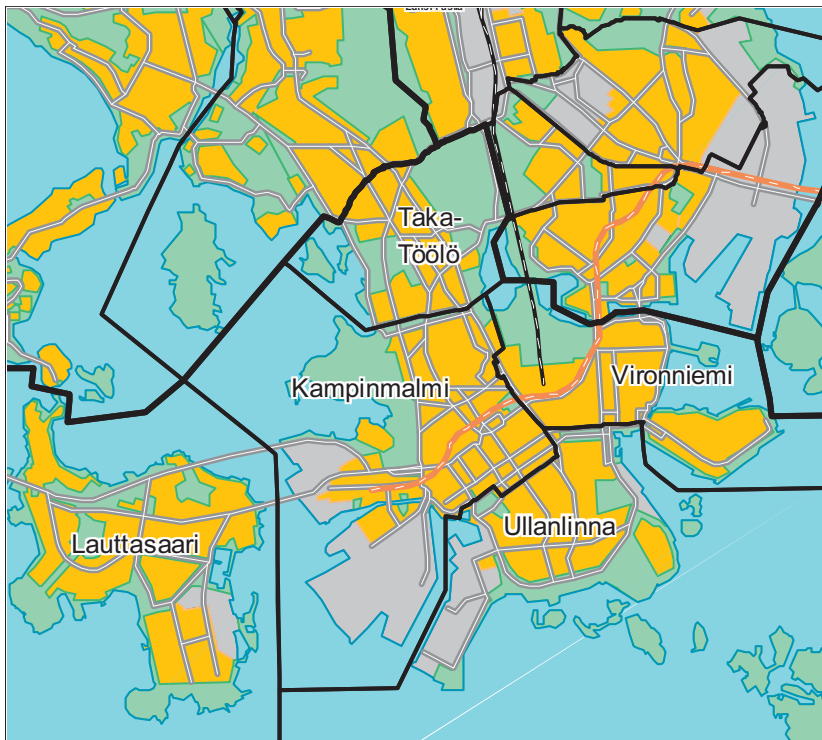 Taka-
Töölö
Kampinmalmi
Vironniemi
Ullanlinna
Lauttasaari